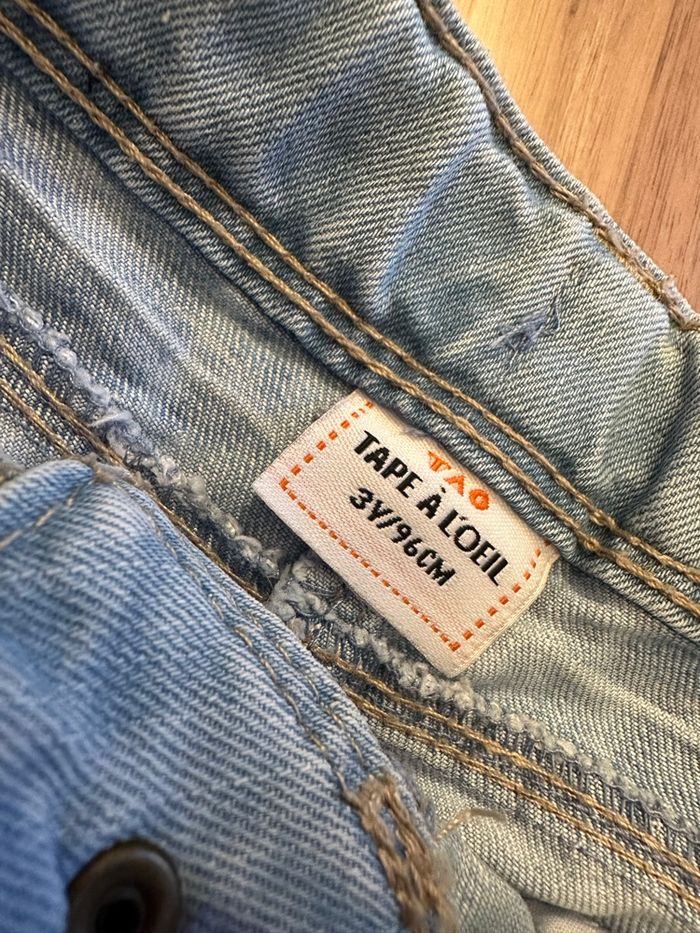 TAO
TAPE À L'OEIL
3Y/96CM